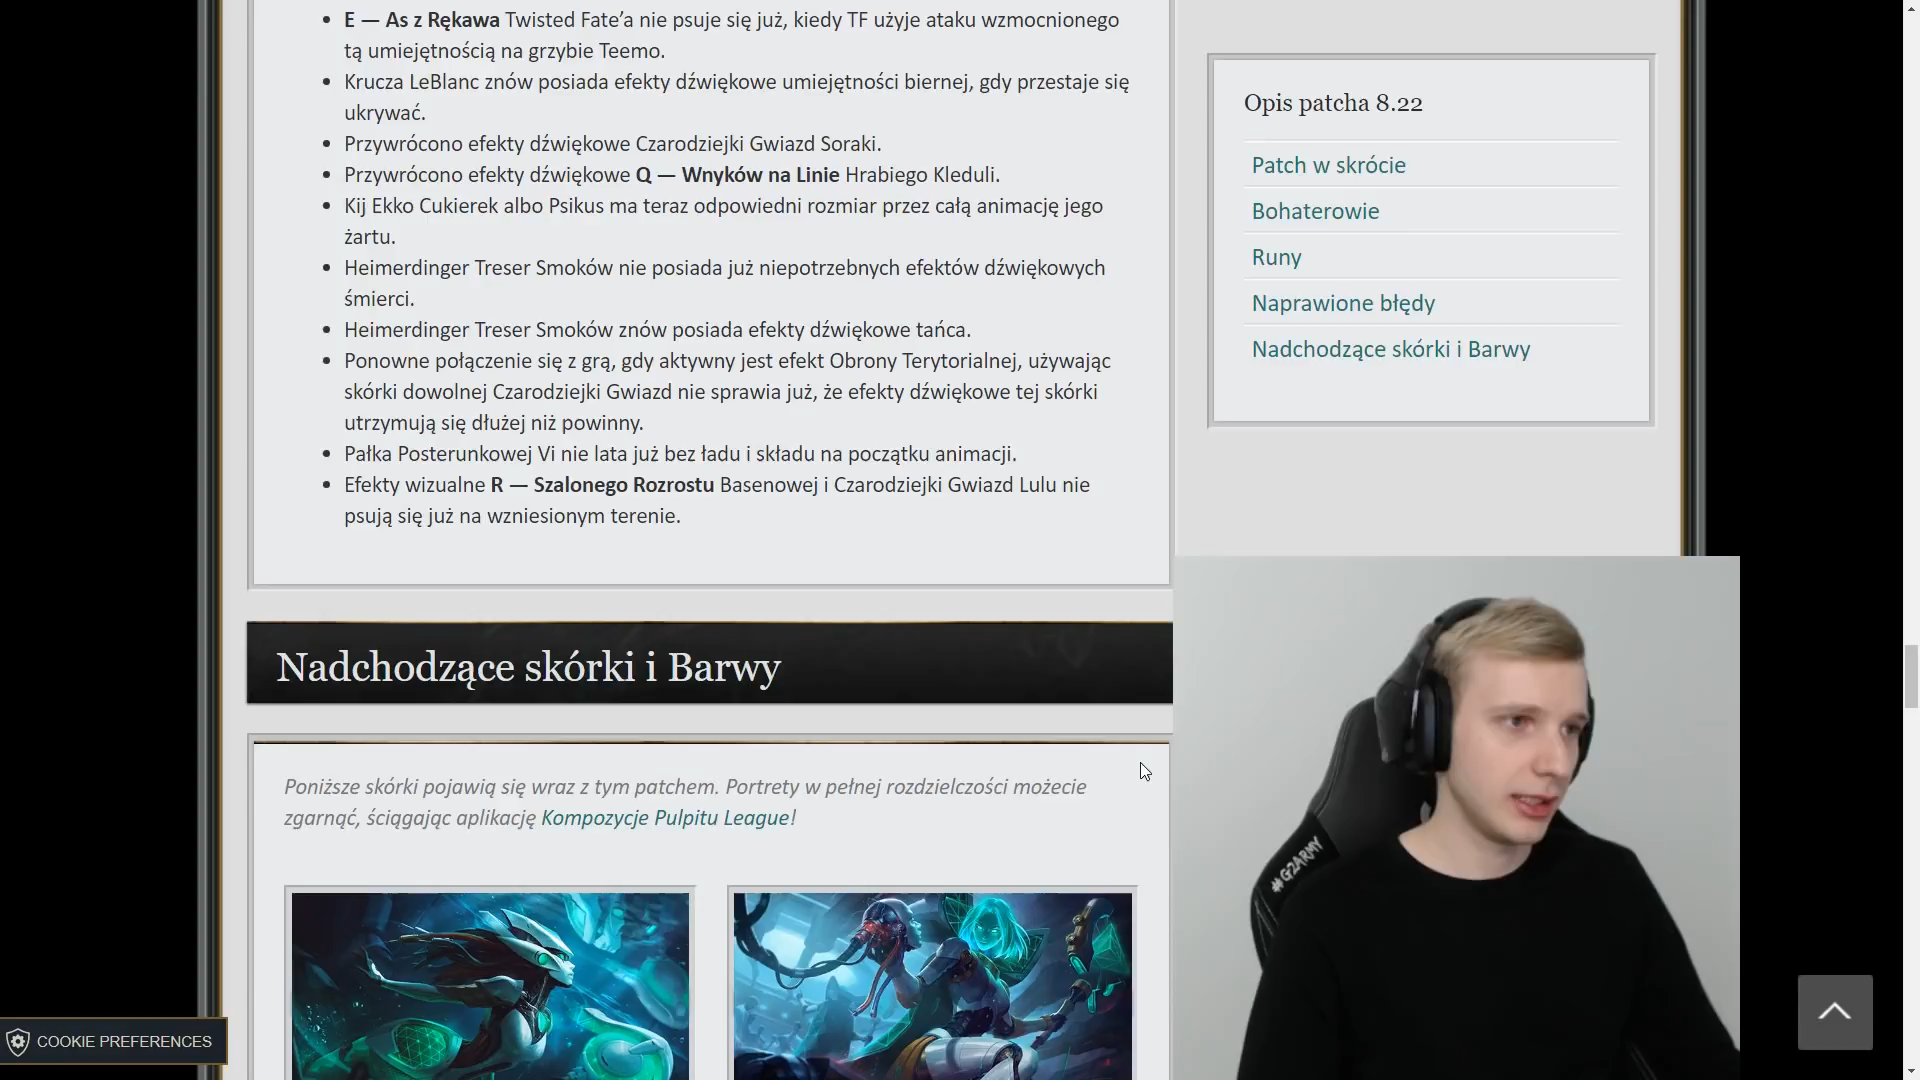 E — As z Rękawa Twisted Fate’a nie psuje się już, kiedy TF użyje ataku wzmocnionego
tą umiejętnością na grzybie Teemo.
Krucza LeBlanc znów posiada efekty dźwiękowe umiejętności biernej, gdy przestaje się
ukrywać.
Przywrócono efekty dźwiękowe Czarodziejki Gwiazd Soraki.
Przywrócono efekty dźwiękowe Q — Wnyków na Linie Hrabiego Kleduli.
Kij Ekko Cukierek albo Psikus ma teraz odpowiedni rozmiar przez całą animację jego
żartu.
Heimerdinger Treser Smoków nie posiada już niepotrzebnych efektów dźwiękowych
śmierci.
Heimerdinger Treser Smoków znów posiada efekty dźwiękowe tańca.
Ponowne połączenie się z grą, gdy aktywny jest efekt Obrony Terytorialnej, używając
skórki dowolnej Czarodziejki Gwiazd nie sprawia już, że efekty dźwiękowe tej skórki
utrzymują się dłużej niż powinny.
Pałka Posterunkowej Vi nie lata już bez ładu i składu na początku animacji.
Efekty wizualne R — Szalonego Rozrostu Basenowej i Czarodziejki Gwiazd Lulu nie
psują się już na wzniesionym terenie.
Nadchodzące skórki i Barwy
Poniższe skórki pojawią się wraz z tym patchem. Portrety w pełnej rozdzielczości możecie
zgarnąć, ściągając aplikację Kompozycje Pulpitu League!
Opis patcha 8.22
Patch w skrócie
Bohaterowie
Runy
Naprawione błędy
Nadchodzące skórki i Barwy
#G2ARMY
COOKIE PREFERENCES